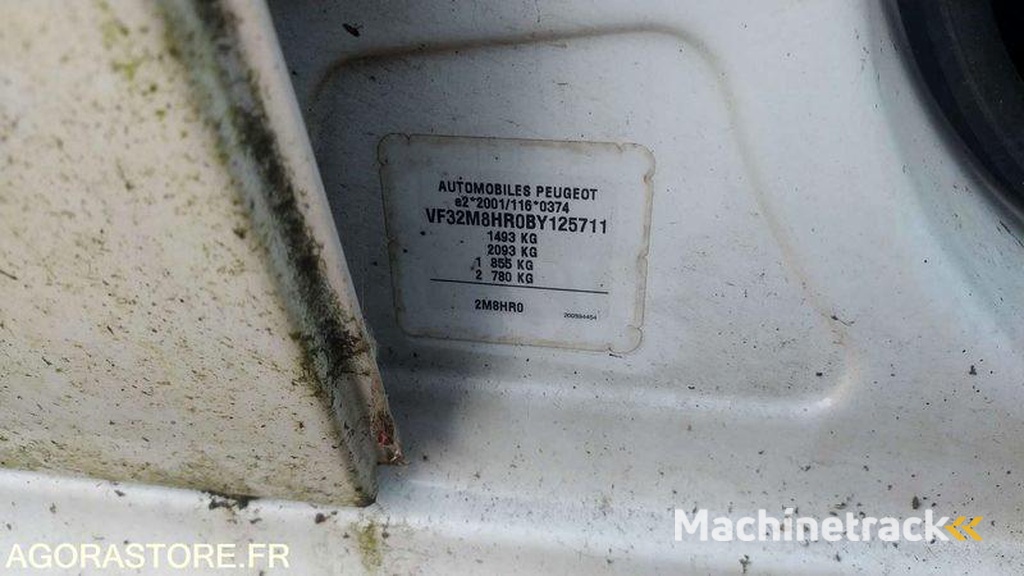 AUTOMOBILES PEUGEOT
e2*2001/116*0374
VF32M8HR0BY125711
1493 KG
2093 KG
1 855 KG
2 780 KG
2M8HR0
AGORASTORE.FR
Machinetrack